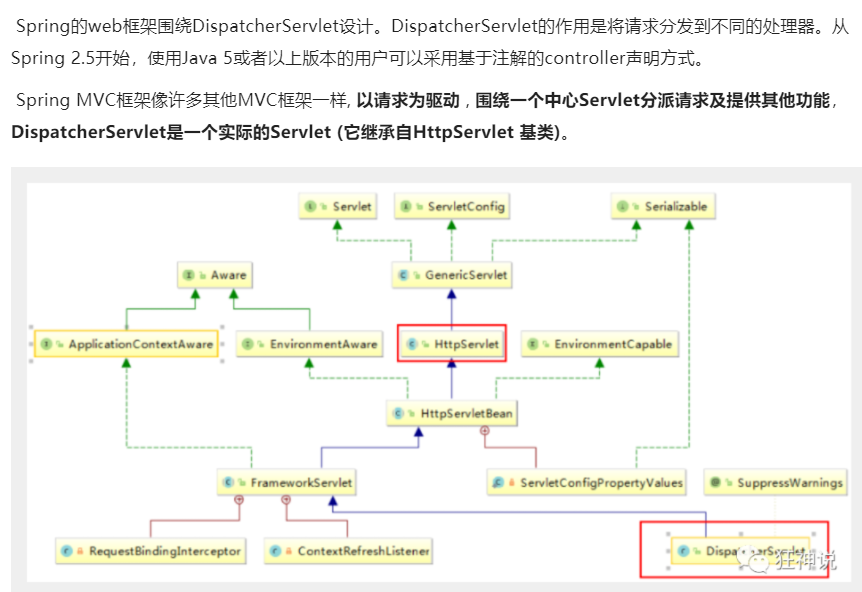 Spring的web框架围绕DispatcherServlet设计。DispatcherServlet的作用是将请求分发到不同的处理器。从
Spring 2.5开始，使用Java 5或者以上版本的用户可以采用基于注解的controller声明方式。
Spring MVC框架像许多其他MVC框架一样, 以请求为驱动 , 围绕一个中心Servlet分派请求及提供其他功能，
DispatcherServlet是一个实际的Servlet (它继承自HttpServlet 基类)。
Servlet
ServletConfig
Serializable
Aware
GenericServlet
ApplicationContextAware
EnvironmentAware
HttpServlet
EnvironmentCapable
HttpServletBean
FrameworkServlet
ServletConfigPropertyValues
SuppressWarnings
RequestBindingInterceptor
ContextRefreshListener
DispatcherServlet
狂神说